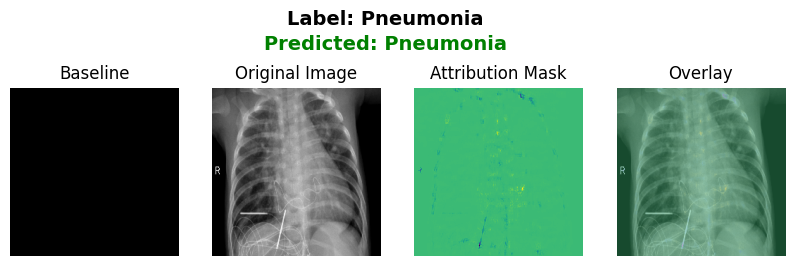 Label: Pneumonia
Predicted: Pneumonia
Baseline
Original Image
Attribution Mask
Overlay
R
R